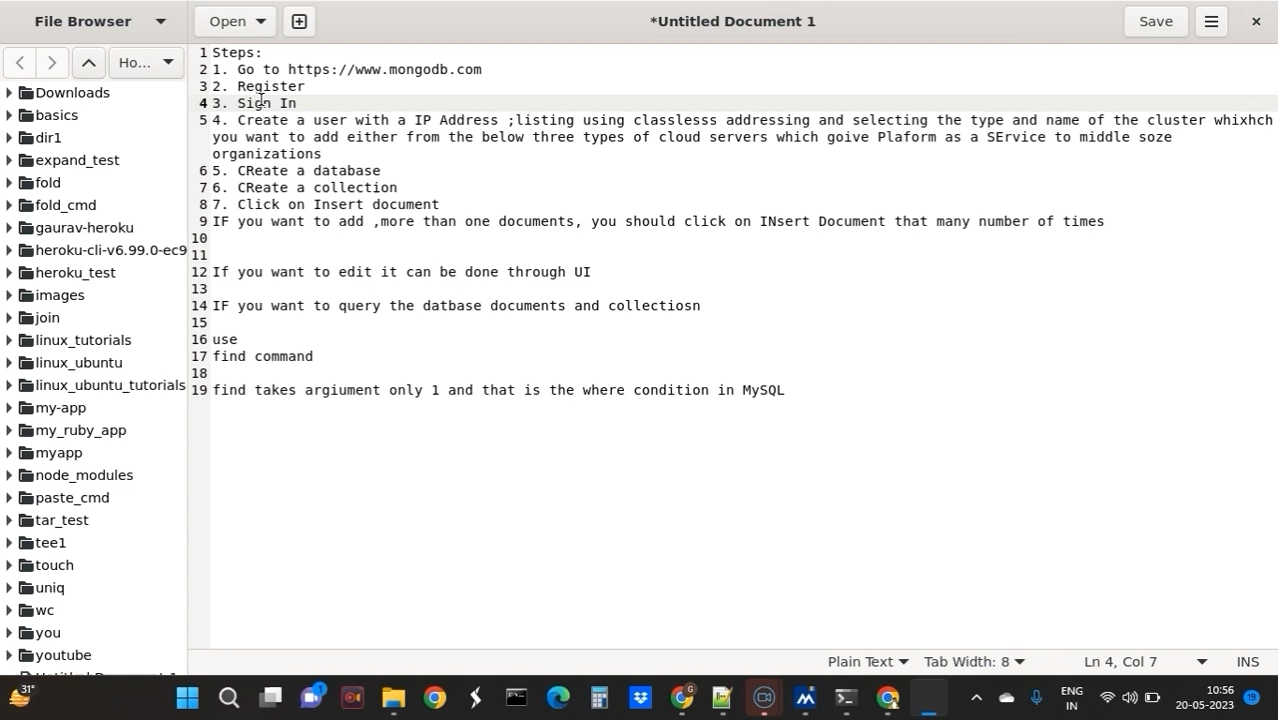 File Browser
Open
*Untitled Document 1
Save
Ho...
Downloads
basics
dir1
expand_test
fold
fold_cmd
gaurav-heroku
heroku-cli-v6.99.0-ec9
heroku_test
images
join
linux_tutorials
linux_ubuntu
linux_ubuntu_tutorials
my-app
my_ruby_app
myapp
node_modules
paste_cmd
tar_test
tee1
touch
uniq
wc
you
youtube
1 Steps:
2 1. Go to https://www.mongodb.com
3 2. Register
4 3. Sign In
5 4. Create a user with a IP Address ;listing using classlesss addressing and selecting the type and name of the cluster whixhch
you want to add either from the below three types of cloud servers which goive Plaform as a SErvice to middle soze
organizations
6 5. CReate a database
7 6. CReate a collection
8 7. Click on Insert document
9 IF you want to add ,more than one documents, you should click on INsert Document that many number of times
10
11
12 If you want to edit it can be done through UI
13
14 IF you want to query the datbase documents and collectiosn
15
16 use
17 find command
18
19 find takes argiument only 1 and that is the where condition in MySQL
Plain Text
Tab Width: 8
Ln 4, Col 7
INS
31°
1
G
ENG
IN
10:56
20-05-2023
19